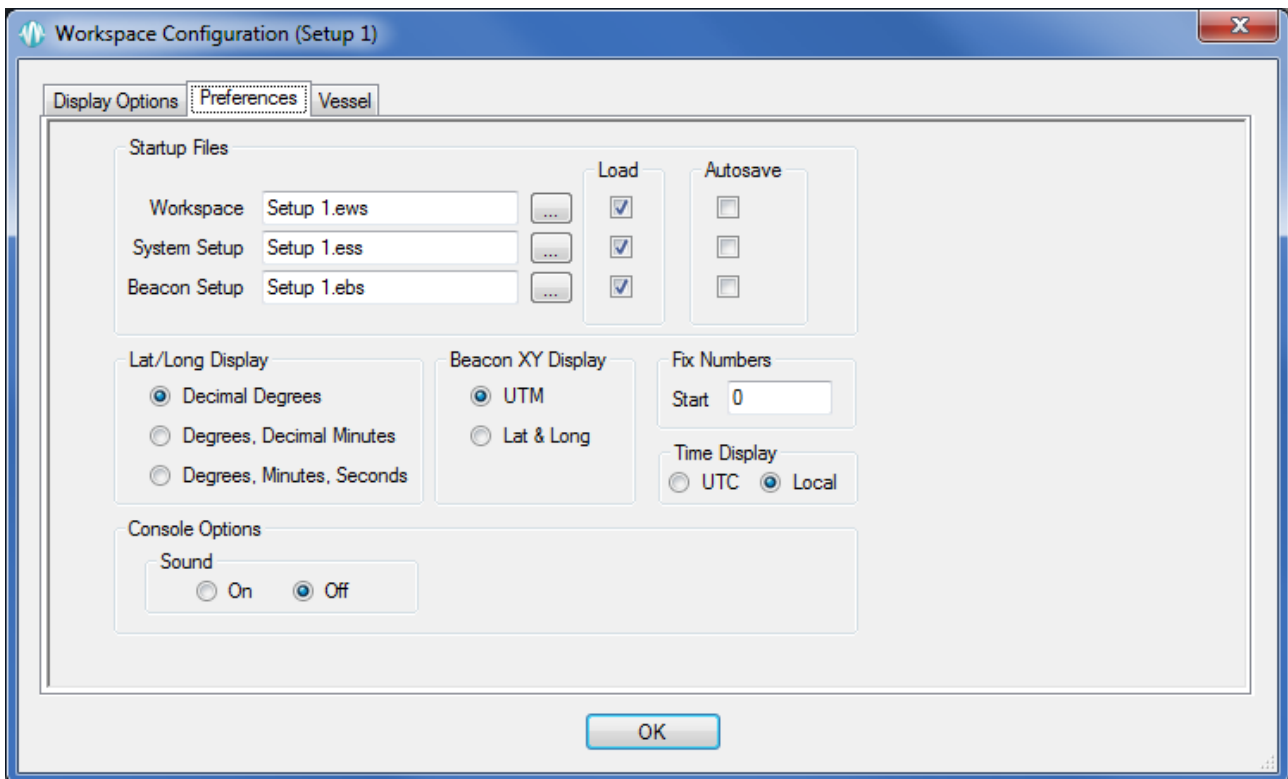 Workspace Configuration (Setup 1)
X
Display Options Preferences Vessel
Startup Files
Load Autosave
Workspace Setup 1.ews ...
System Setup Setup 1.ess ...
Beacon Setup Setup 1.ebs ...
Lat/Long Display
Decimal Degrees
Degrees, Decimal Minutes
Degrees, Minutes, Seconds
Beacon XY Display
UTM
Lat & Long
Fix Numbers
Start 0
Time Display
UTC Local
Console Options
Sound
On Off
OK